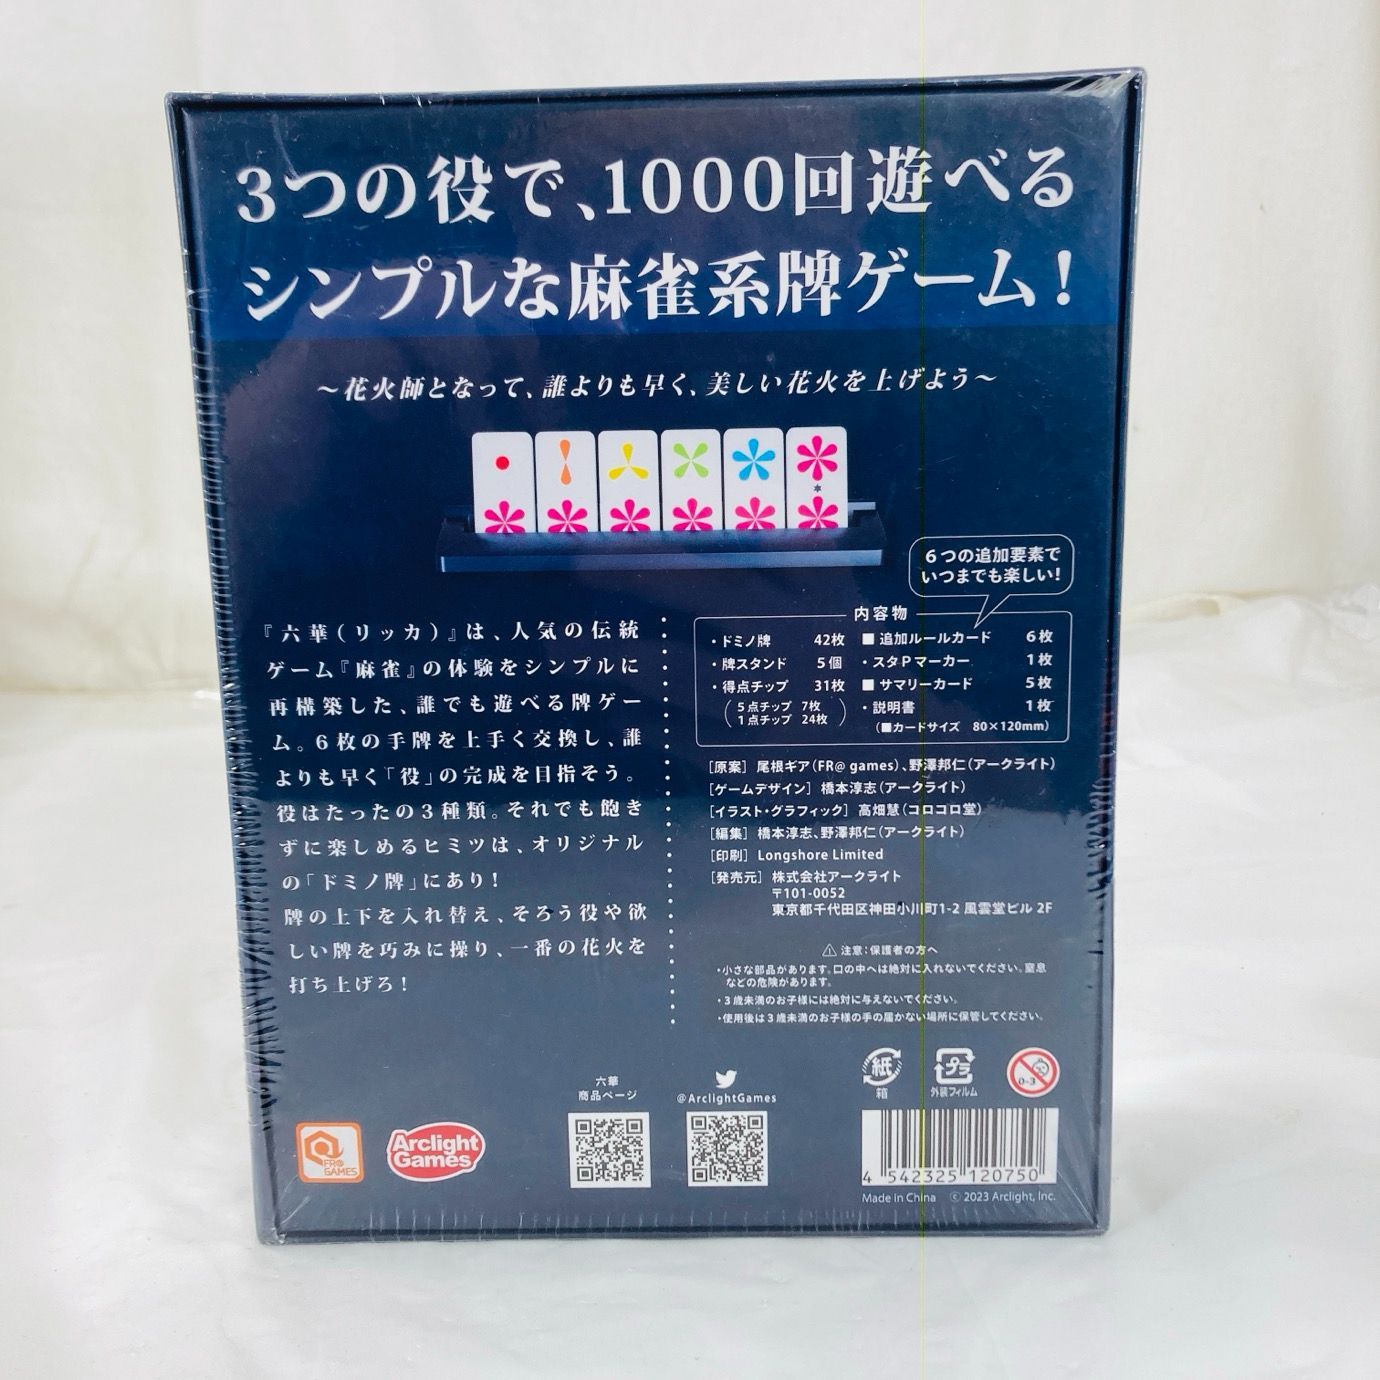 3つの役で、1000回遊べる
シンプルな麻雀系牌ゲーム！
～花火師となって、誰よりも早く、美しい花火を上げよう～
6つの追加要素で
いつまでも楽しい！
『六華（リッカ）』は、人気の伝統
ゲーム『麻雀』の体験をシンプルに
再構築した、誰でも遊べる牌ゲー
ム。6枚の手牌を上手く交換し、誰
よりも早く「役」の完成を目指そう。
役はたったの3種類。それでも飽き
ずに楽しめるヒミツは、オリジナル
の「ドミノ牌」にあり！
牌の上下を入れ替え、そろう役や欲
しい牌を巧みに操り、一番の花火を
打ち上げろ！
内容物
・ドミノ牌 42枚
・牌スタンド 5個
・得点チップ 31枚
（5点チップ 7枚
1点チップ 24枚）
■ 追加ルールカード 6枚
・スタPマーカー 1枚
■ サマリーカード 5枚
・説明書 1枚
（■カードサイズ 80×120mm）
［原案］ 尾根ギア（FR@ games）、野澤邦仁（アークライト）
［ゲームデザイン］ 橋本淳志（アークライト）
［イラスト・グラフィック］ 高畑慧（コロコロ堂）
［編集］ 橋本淳志、野澤邦仁（アークライト）
［印刷］ Longshore Limited
［発売元］ 株式会社アークライト
〒101-0052
東京都千代田区神田小川町1-2 風雲堂ビル 2F
⚠ 注意：保護者の方へ
・小さな部品があります。口の中へは絶対に入れないでください。窒息
などの危険があります。
・3歳未満のお子様には絶対に与えないでください。
・使用後は3歳未満のお子様の手の届かない場所に保管してください。
紙
箱
プラ
外装フィルム
0-3
六華
商品ページ
@ArclightGames
FR@
GAMES
Arclight
Games
4 542325 120750
Made in China © 2023 Arclight, Inc.